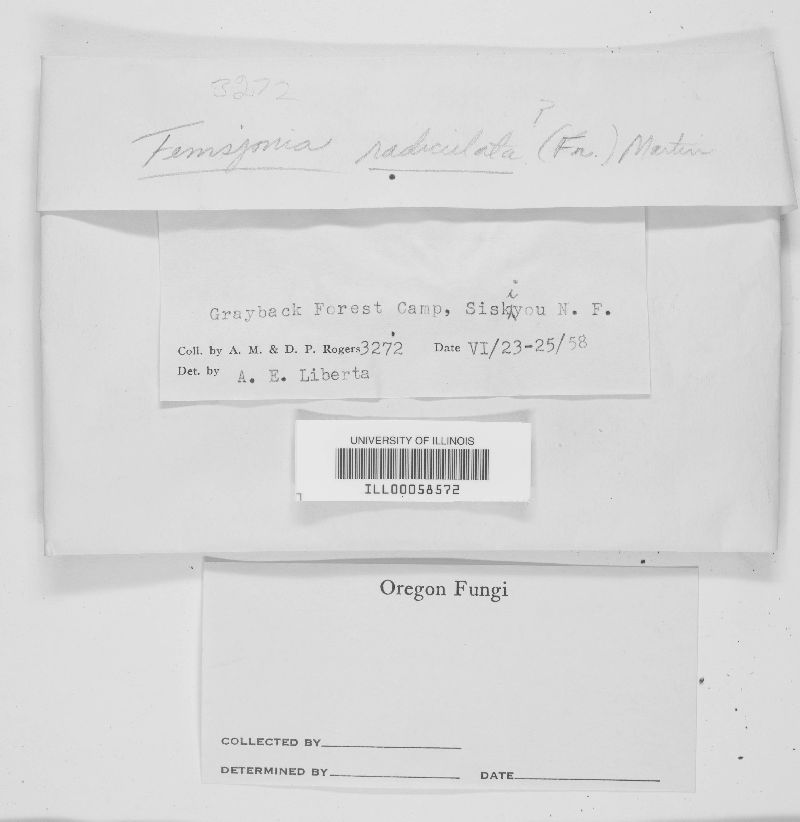 3272
?
Femsjonia radiculata (Fr.) Martin
i
Grayback Forest Camp, Siskyou N. F.
Coll. by A. M. & D. P. Rogers 3272 Date VI/23-25/58
Det. by A. E. Liberta
UNIVERSITY OF ILLINOIS
ILL00058572
Oregon Fungi
COLLECTED BY
DETERMINED BY DATE